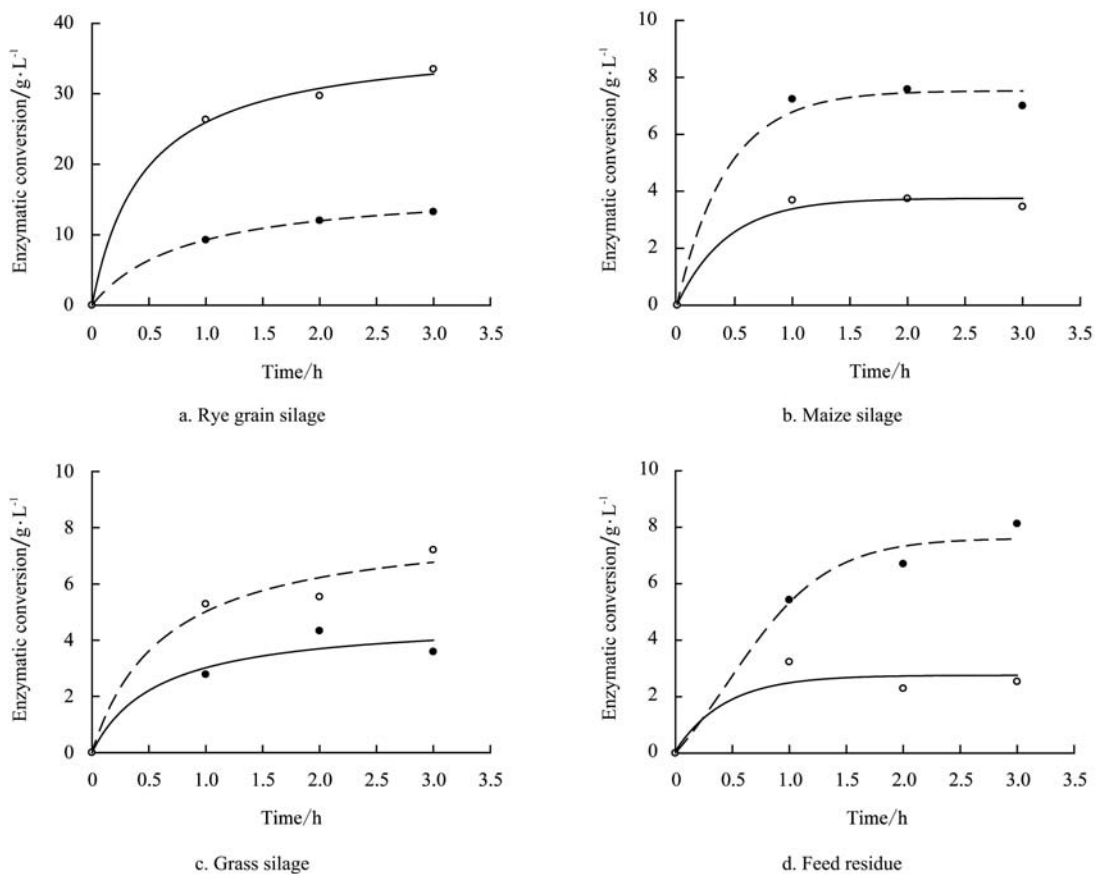 Enzymatic conversion/g·L⁻¹
40
30
20
10
0
0 0.5 1.0 1.5 2.0 2.5 3.0 3.5
Time/h
a. Rye grain silage
Enzymatic conversion/g·L⁻¹
10
8
6
4
2
0
0 0.5 1.0 1.5 2.0 2.5 3.0 3.5
Time/h
b. Maize silage
Enzymatic conversion/g·L⁻¹
10
8
6
4
2
0
0 0.5 1.0 1.5 2.0 2.5 3.0 3.5
Time/h
c. Grass silage
Enzymatic conversion/g·L⁻¹
10
8
6
4
2
0
0 0.5 1.0 1.5 2.0 2.5 3.0 3.5
Time/h
d. Feed residue